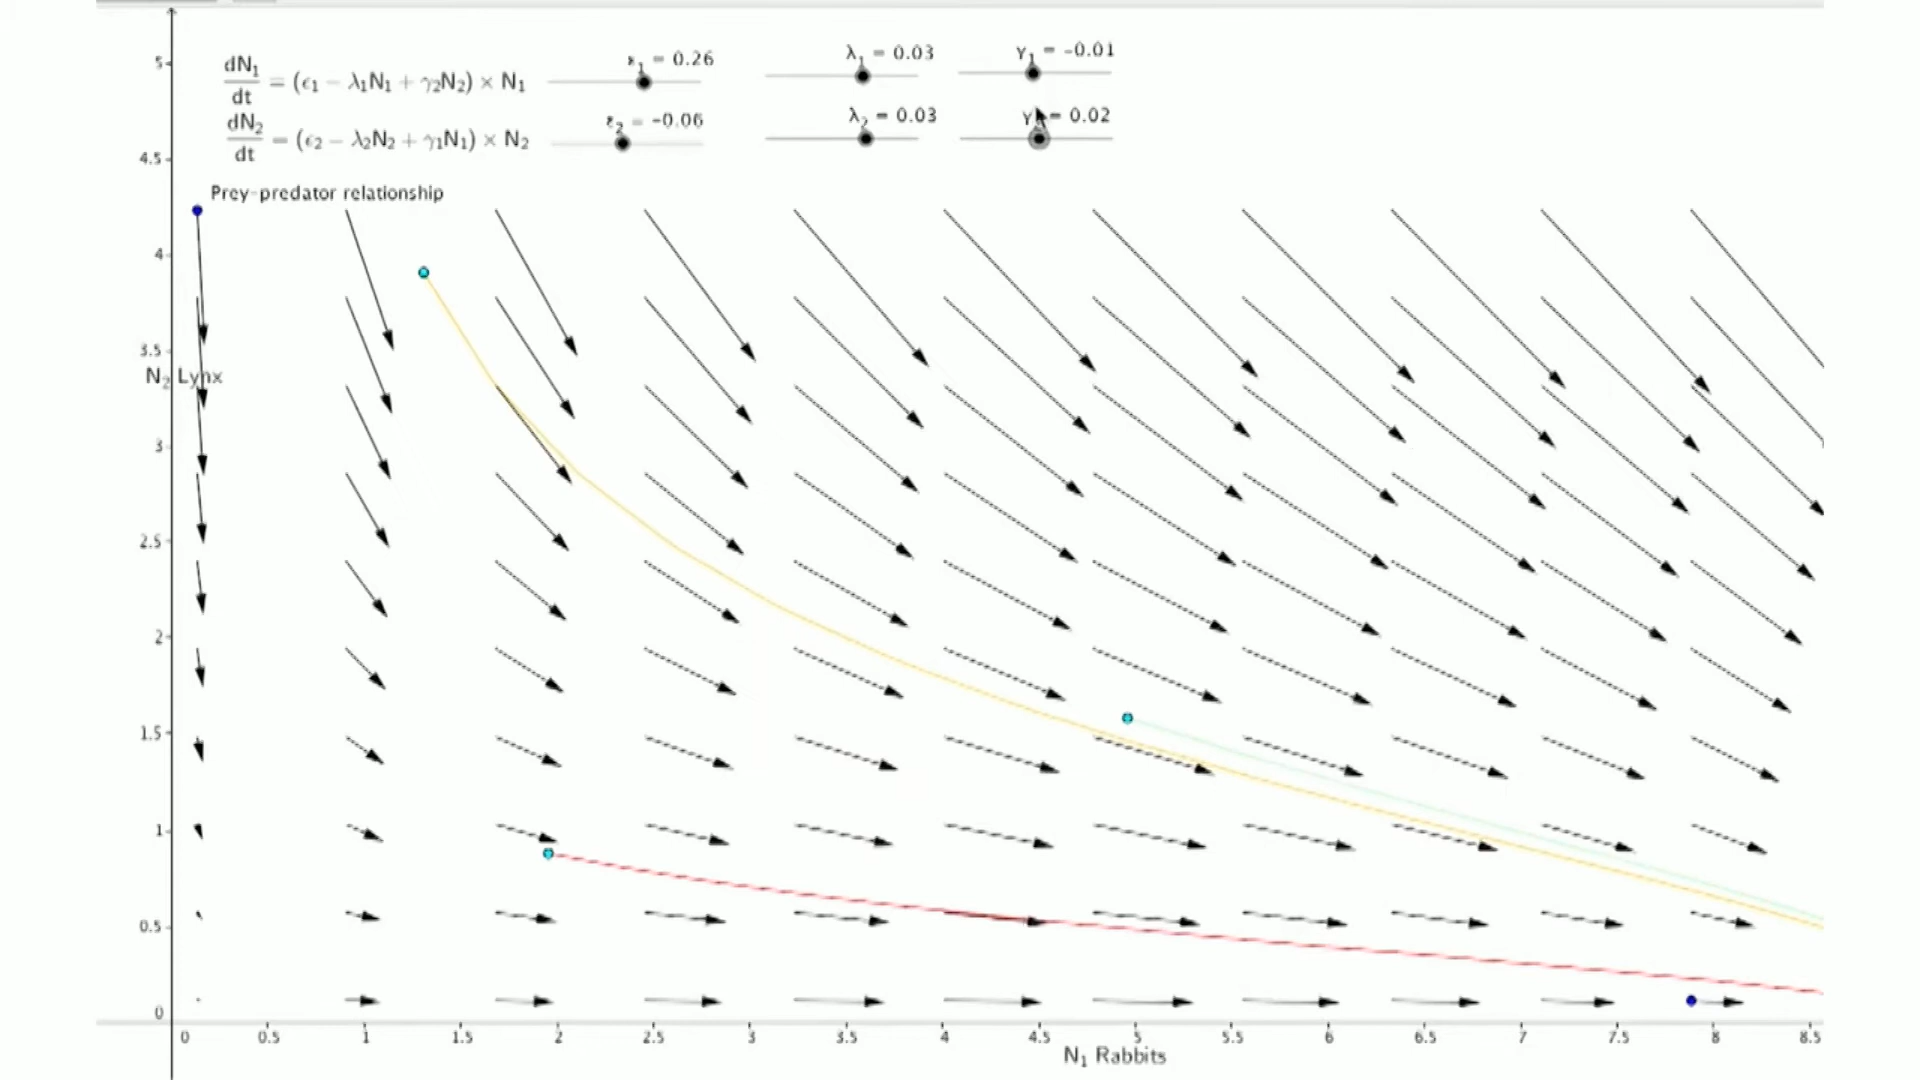 dN₁/dt = (ϵ₁ − λ₁N₁ + γ₂N₂) × N₁
ε₁ = 0.26
λ₁ = 0.03
γ₁ = -0.01
dN₂/dt = (ϵ₂ − λ₂N₂ + γ₁N₁) × N₂
ε₂ = -0.06
λ₂ = 0.03
= 0.02
Prey-predator relationship
5
4.5
4
3.5
N₂ Lynx
3
2.5
2
1.5
1
0.5
0
0 0.5 1 1.5 2 2.5 3 3.5 4 4.5 5 5.5 6 6.5 7 7.5 8 8.5
N₁ Rabbits